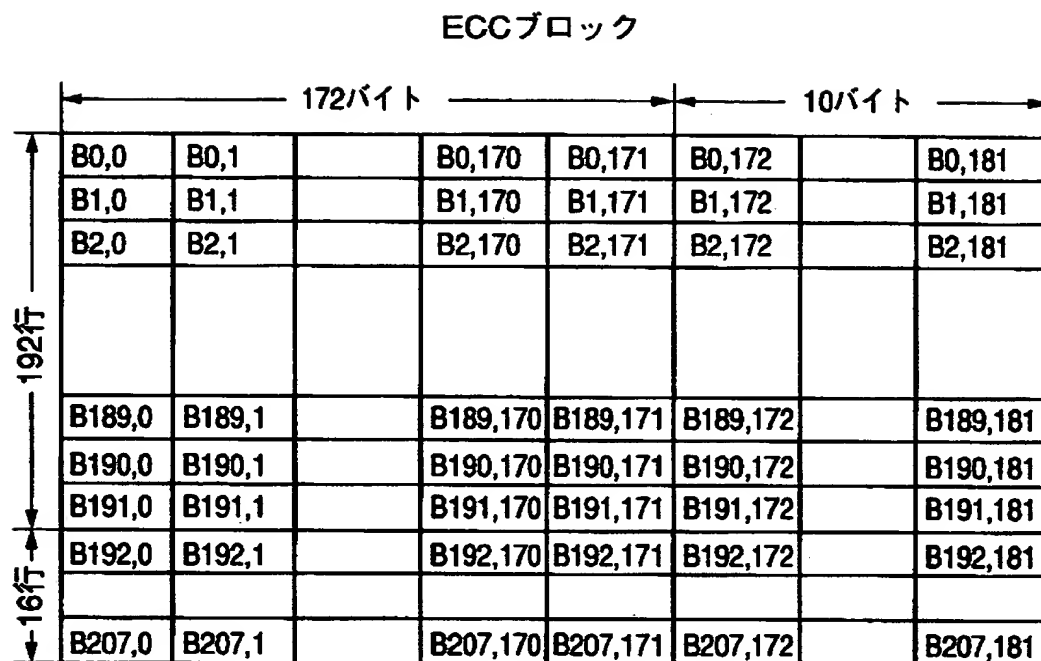 ECCブロック
172バイト 10バイト
B0,0 B0,1 B0,170 B0,171 B0,172 B0,181
B1,0 B1,1 B1,170 B1,171 B1,172 B1,181
B2,0 B2,1 B2,170 B2,171 B2,172 B2,181
192行
B189,0 B189,1 B189,170 B189,171 B189,172 B189,181
B190,0 B190,1 B190,170 B190,171 B190,172 B190,181
B191,0 B191,1 B191,170 B191,171 B191,172 B191,181
B192,0 B192,1 B192,170 B192,171 B192,172 B192,181
16行
B207,0 B207,1 B207,170 B207,171 B207,172 B207,181